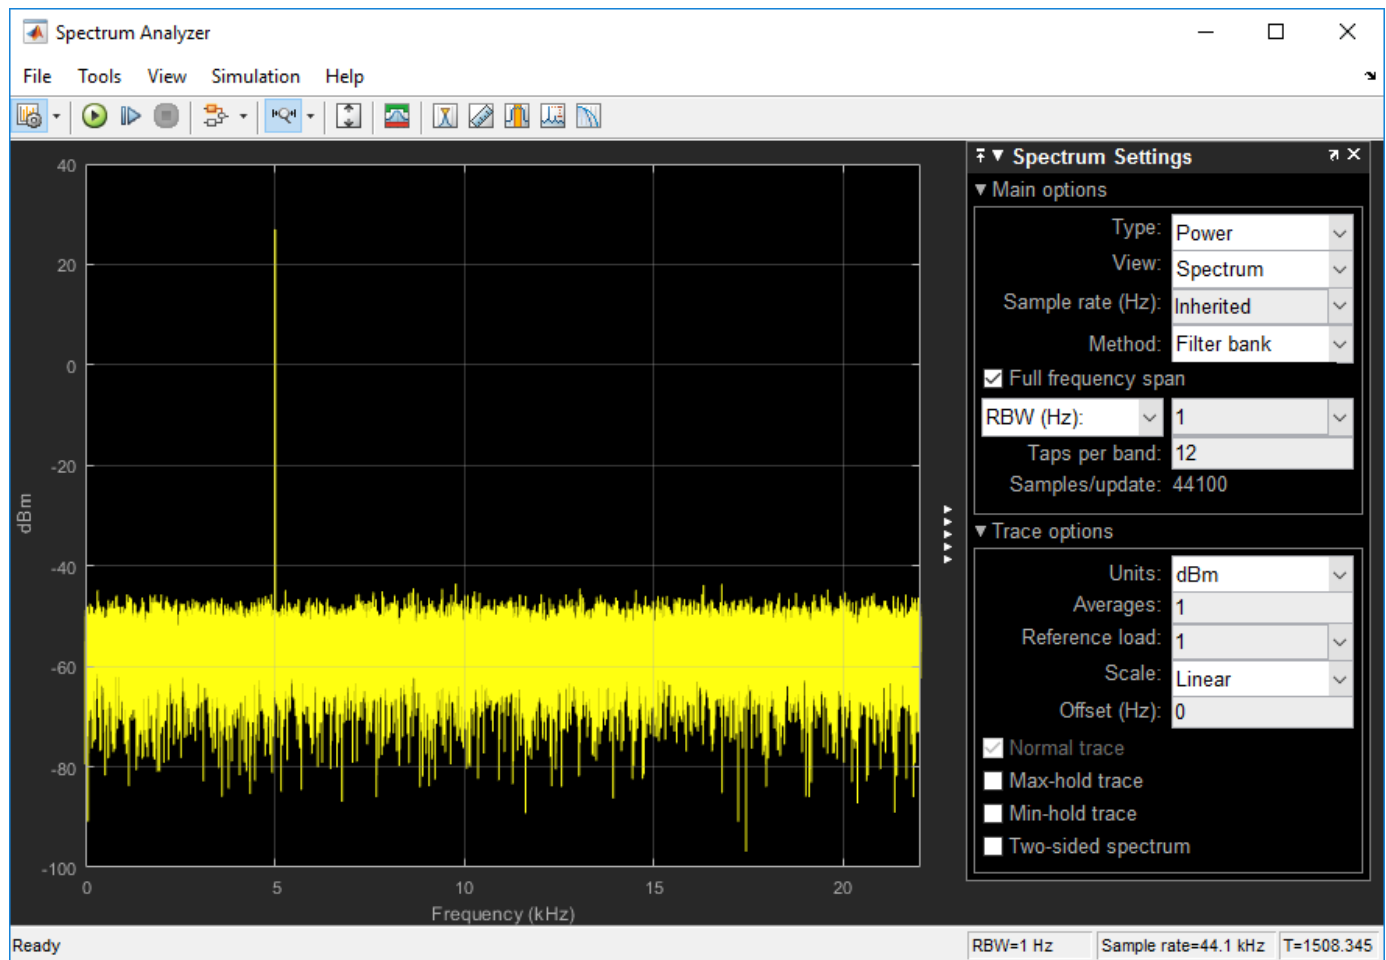 Spectrum Analyzer
File Tools View Simulation Help
Spectrum Settings
Main options
Type: Power
View: Spectrum
Sample rate (Hz): Inherited
Method: Filter bank
Full frequency span
RBW (Hz): 1
Taps per band: 12
Samples/update: 44100
Trace options
Units: dBm
Averages: 1
Reference load: 1
Scale: Linear
Offset (Hz): 0
Normal trace
Max-hold trace
Min-hold trace
Two-sided spectrum
40
20
0
-20
-40
-60
-80
-100
dBm
0 5 10 15 20
Frequency (kHz)
Ready RBW=1 Hz Sample rate=44.1 kHz T=1508.345